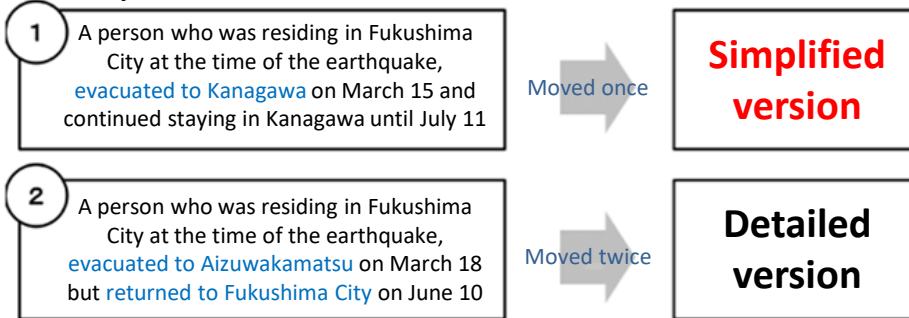 1
A person who was residing in Fukushima
City at the time of the earthquake,
evacuated to Kanagawa on March 15 and
continued staying in Kanagawa until July 11
Moved once
Simplified
version
2
A person who was residing in Fukushima
City at the time of the earthquake,
evacuated to Aizuwakamatsu on March 18
but returned to Fukushima City on June 10
Moved twice
Detailed
version